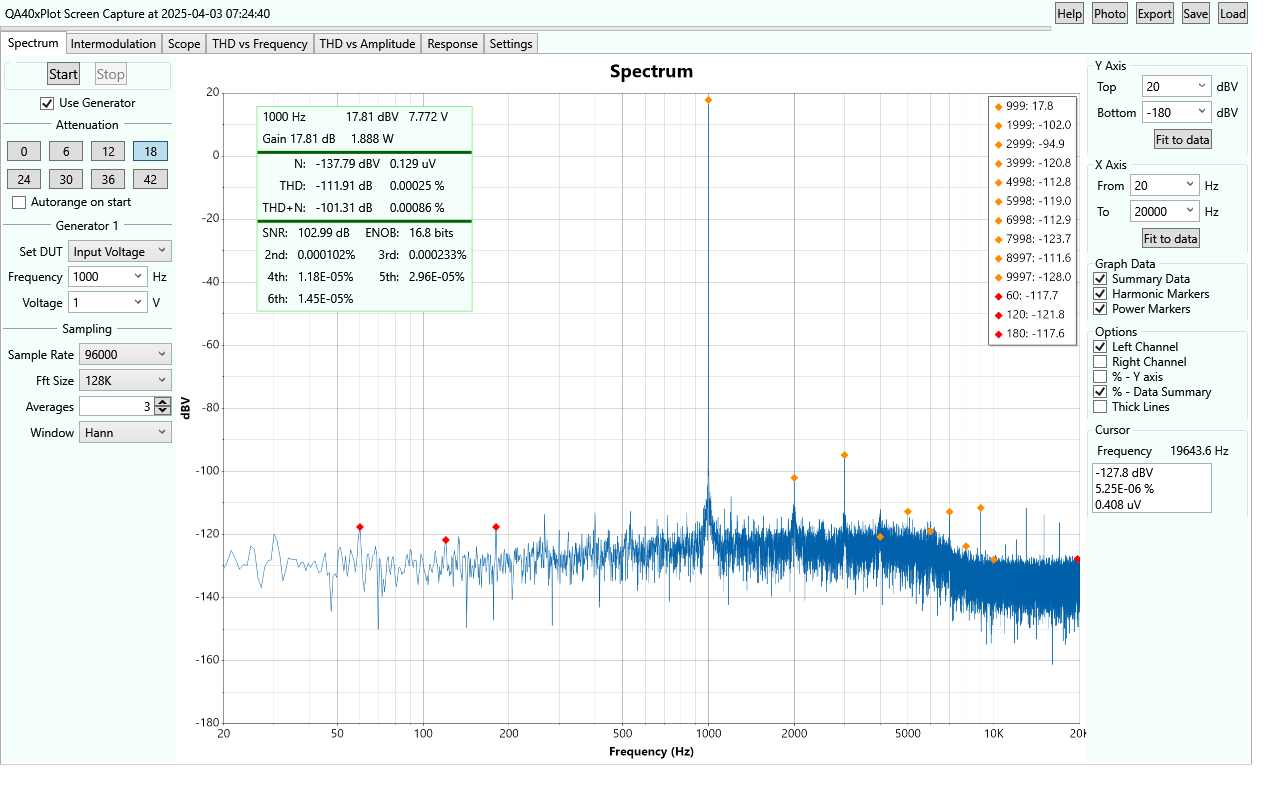 QA40xPlot Screen Capture at 2025-04-03 07:24:40
Help Photo Export Save Load
Spectrum Intermodulation Scope THD vs Frequency THD vs Amplitude Response Settings
Start Stop
Use Generator
Attenuation
0 6 12 18
24 30 36 42
Autorange on start
Generator 1
Set DUT Input Voltage
Frequency 1000 Hz
Voltage 1 V
Sampling
Sample Rate 96000
Fft Size 128K
Averages 3
Window Hann
Spectrum
1000 Hz 17.81 dBV 7.772 V
Gain 17.81 dB 1.888 W
N: -137.79 dBV 0.129 uV
THD: -111.91 dB 0.00025 %
THD+N: -101.31 dB 0.00086 %
SNR: 102.99 dB ENOB: 16.8 bits
2nd: 0.000102% 3rd: 0.000233%
4th: 1.18E-05% 5th: 2.96E-05%
6th: 1.45E-05%
999: 17.8
1999: -102.0
2999: -94.9
3999: -120.8
4998: -112.8
5998: -119.0
6998: -112.9
7998: -123.7
8997: -111.6
9997: -128.0
60: -117.7
120: -121.8
180: -117.6
20
0
-20
-40
-60
-80
-100
-120
-140
-160
-180
dBV
20 50 100 200 500 1000 2000 5000 10K 20K
Frequency (Hz)
Y Axis
Top 20 dBV
Bottom -180 dBV
Fit to data
X Axis
From 20 Hz
To 20000 Hz
Fit to data
Graph Data
Summary Data
Harmonic Markers
Power Markers
Options
Left Channel
Right Channel
% - Y axis
% - Data Summary
Thick Lines
Cursor
Frequency 19643.6 Hz
-127.8 dBV
5.25E-06 %
0.408 uV